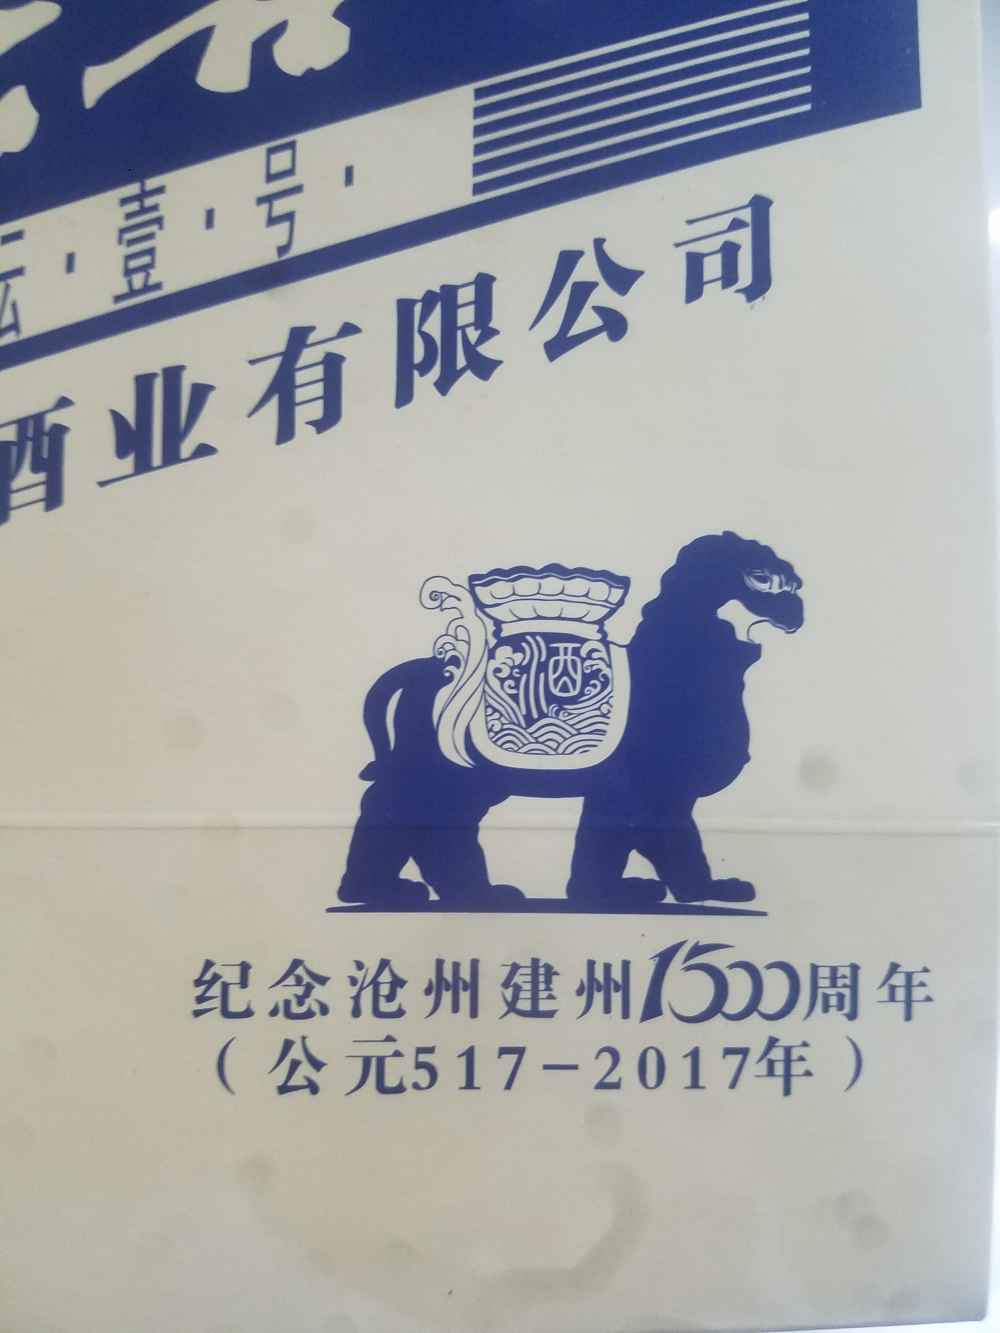 坛·壹·号·
酒业有限公司
酒
纪念沧州建州1500周年
（公元517-2017年）